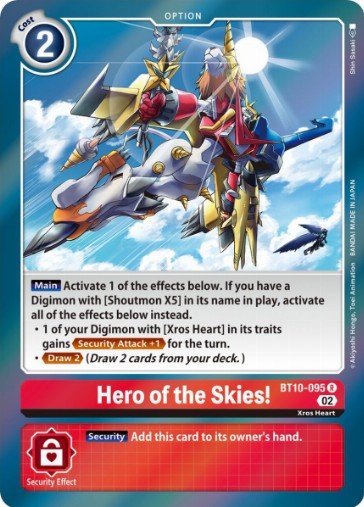 OPTION
Cost
2
Shin Sasaki
©Akiyoshi Hongo, Toei Animation BANDAI MADE IN JAPAN
Main Activate 1 of the effects below. If you have a
Digimon with [Shoutmon X5] in its name in play, activate
all of the effects below instead.
• 1 of your Digimon with [Xros Heart] in its traits
gains Security Attack +1 for the turn.
• Draw 2 (Draw 2 cards from your deck.)
Hero of the Skies!
BT10-095 R
02
Xros Heart
Security Add this card to its owner's hand.
Security Effect